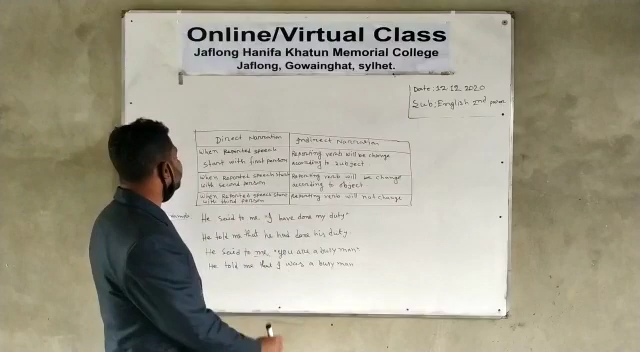 Online/Virtual Class
Jaflong Hanifa Khatun Memorial College
Jaflong, Gowainghat, sylhet.
Date: 12 12 2020
Sub: English 2nd paper
Direct Narration
Indirect Narration
When Reported speech
start with first person
Reporting verb will be change
according to subject
When Reported speech start
with second person
Reporting verb will be change
according to object
When Reported speech start
with third person
Reporting verb will not change
He said to me, "I have done my duty"
He told me that he had done his duty
He said to me, "you are a busy man"
He told me that I was a busy man